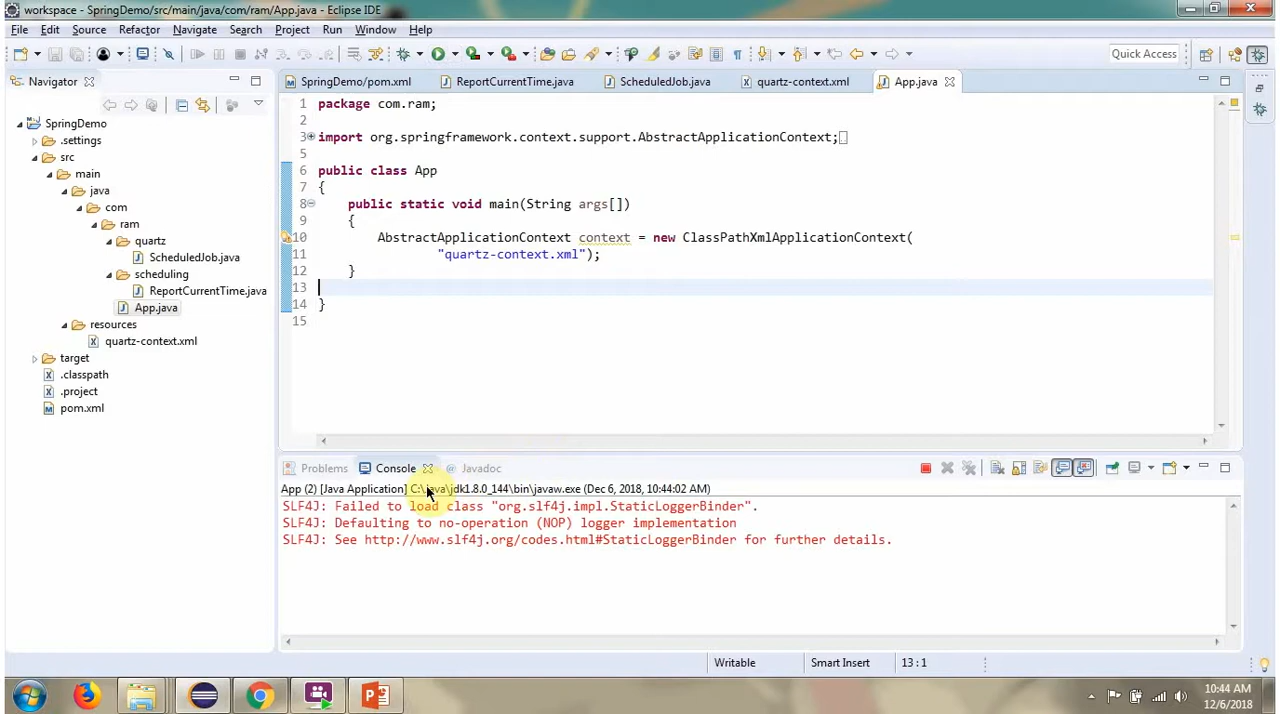 workspace - SpringDemo/src/main/java/com/ram/App.java - Eclipse IDE
File Edit Source Refactor Navigate Search Project Run Window Help
Quick Access
Navigator
SpringDemo/pom.xml ReportCurrentTime.java ScheduledJob.java quartz-context.xml App.java
SpringDemo
.settings
src
main
java
com
ram
quartz
ScheduledJob.java
scheduling
ReportCurrentTime.java
App.java
resources
quartz-context.xml
target
.classpath
.project
pom.xml
1 package com.ram;
2
3 import org.springframework.context.support.AbstractApplicationContext;
5
6 public class App
7 {
8 public static void main(String args[])
9 {
10 AbstractApplicationContext context = new ClassPathXmlApplicationContext(
11 "quartz-context.xml");
12 }
13
14 }
15
Problems Console Javadoc
App (2) [Java Application] C:\Java\jdk1.8.0_144\bin\javaw.exe (Dec 6, 2018, 10:44:02 AM)
SLF4J: Failed to load class "org.slf4j.impl.StaticLoggerBinder".
SLF4J: Defaulting to no-operation (NOP) logger implementation
SLF4J: See http://www.slf4j.org/codes.html#StaticLoggerBinder for further details.
Writable Smart Insert 13 : 1
10:44 AM
12/6/2018